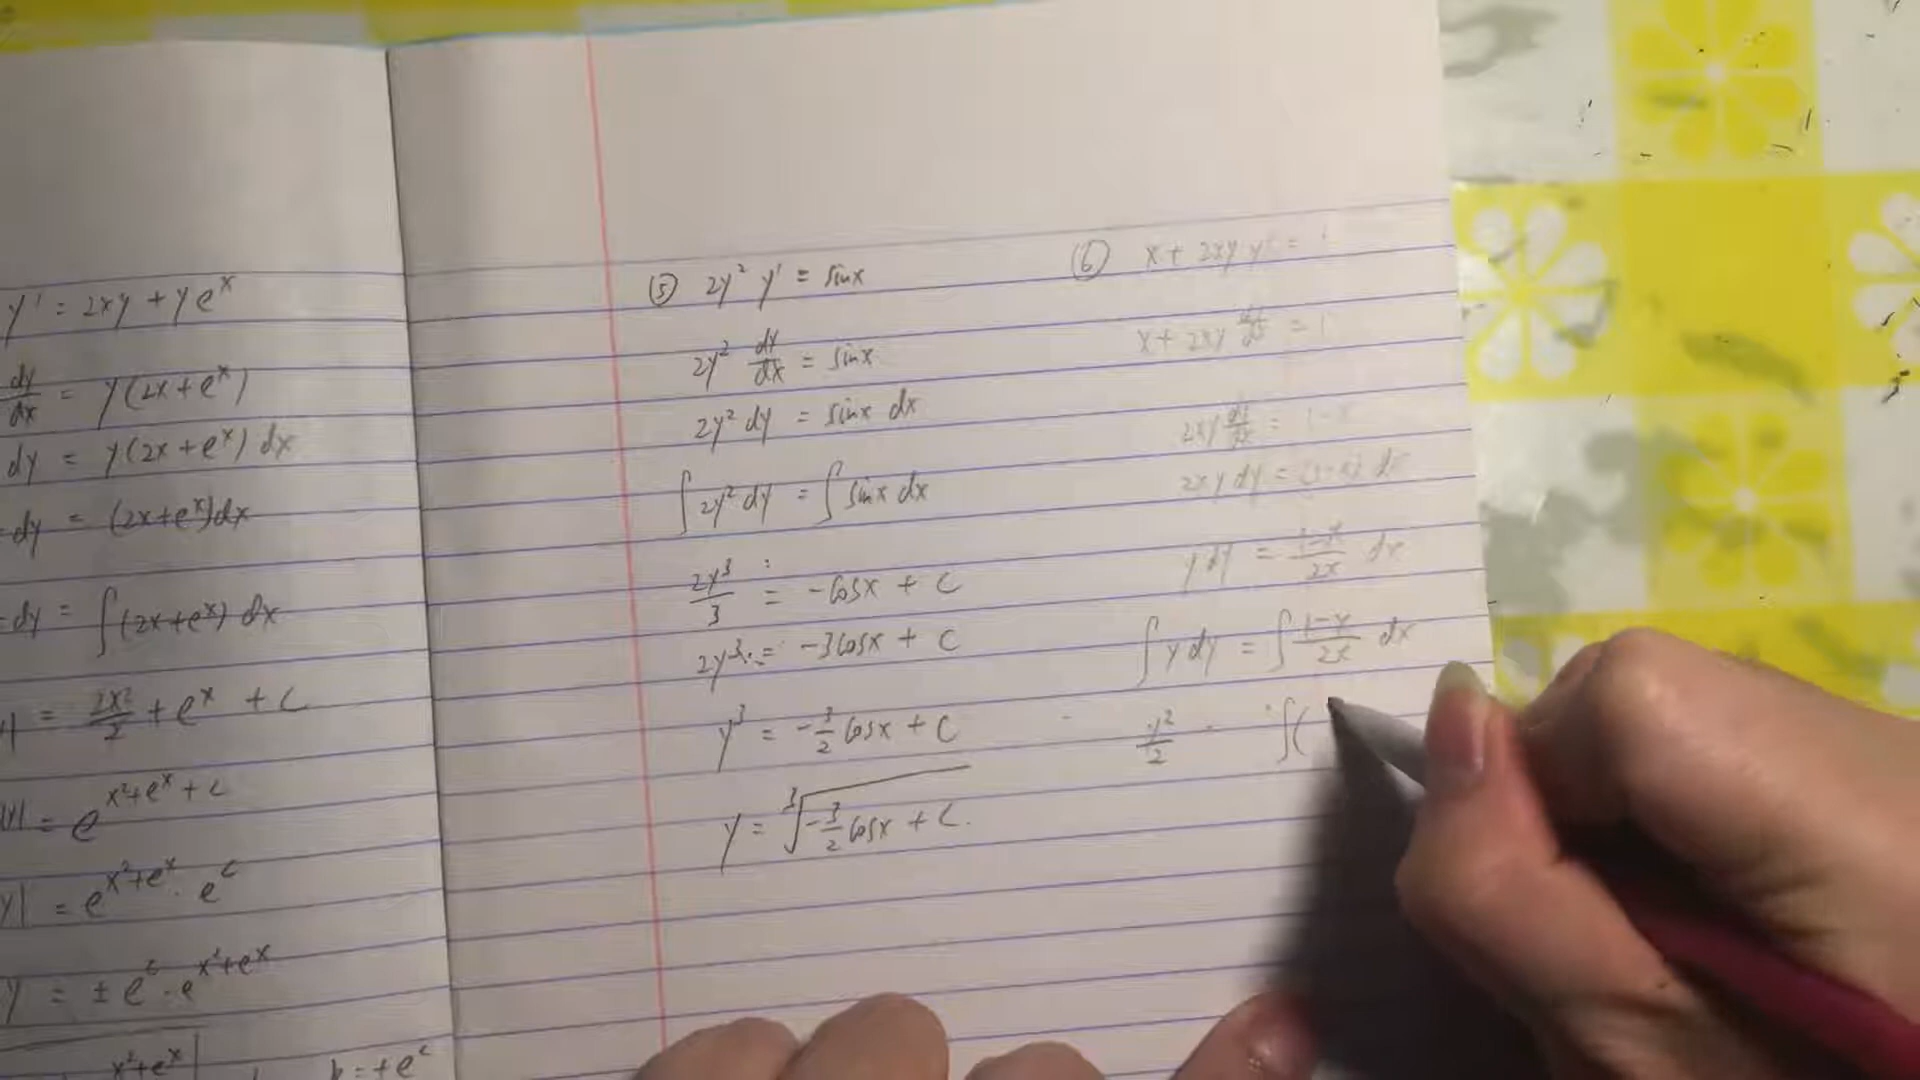 y' = 2xy + ye^x
dy/dx = y(2x + e^x)
dy = y(2x + e^x) dx
dy = (2x+e^x)dx
dy = ∫(2x+e^x) dx
| = 2x²/2 + e^x + C
|y| = e^(x²+e^x+c)
y| = e^(x²+e^x) · e^c
y = ± e^c · e^(x²+e^x)
x²+e^x
k = ± e^c
⑤ 2y² y' = sinx
2y² dy/dx = sinx
2y² dy = sinx dx
∫2y² dy = ∫sinx dx
2y³/3 = -cosx + C
2y³ = -3cosx + C
y³ = -3/2 cosx + C
y = ³√(-3/2 cosx + C.
⑥ x + 2xy y' = 1
x + 2xy dy/dx = 1
2xy dy/dx = 1-x
2xy dy = (1-x) dx
y dy = 1-x/2x dx
∫y dy = ∫1-x/2x dx
y²/2 - ∫(